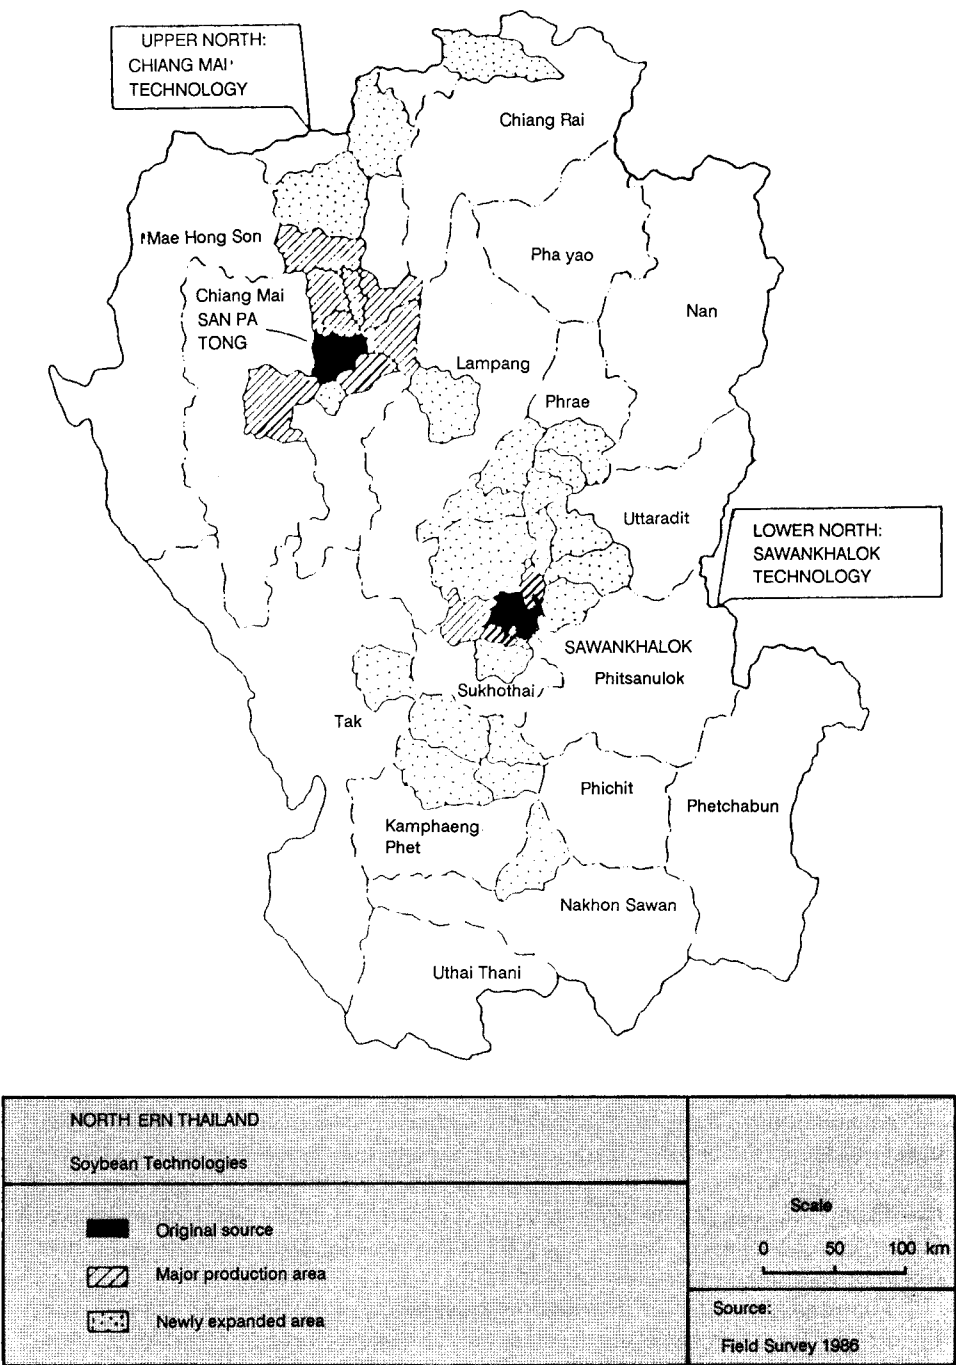 UPPER NORTH:
CHIANG MAI
TECHNOLOGY
Chiang Rai
Mae Hong Son
Pha yao
Chiang Mai
SAN PA
TONG
Nan
Lampang
Phrae
Uttaradit
LOWER NORTH:
SAWANKHALOK
TECHNOLOGY
SAWANKHALOK
Phitsanulok
Sukhothai
Tak
Phichit
Phetchabun
Kamphaeng
Phet
Nakhon Sawan
Uthai Thani
NORTH ERN THAILAND
Soybean Technologies
Original source
Major production area
Newly expanded area
Scale
0 50 100 km
Source:
Field Survey 1986